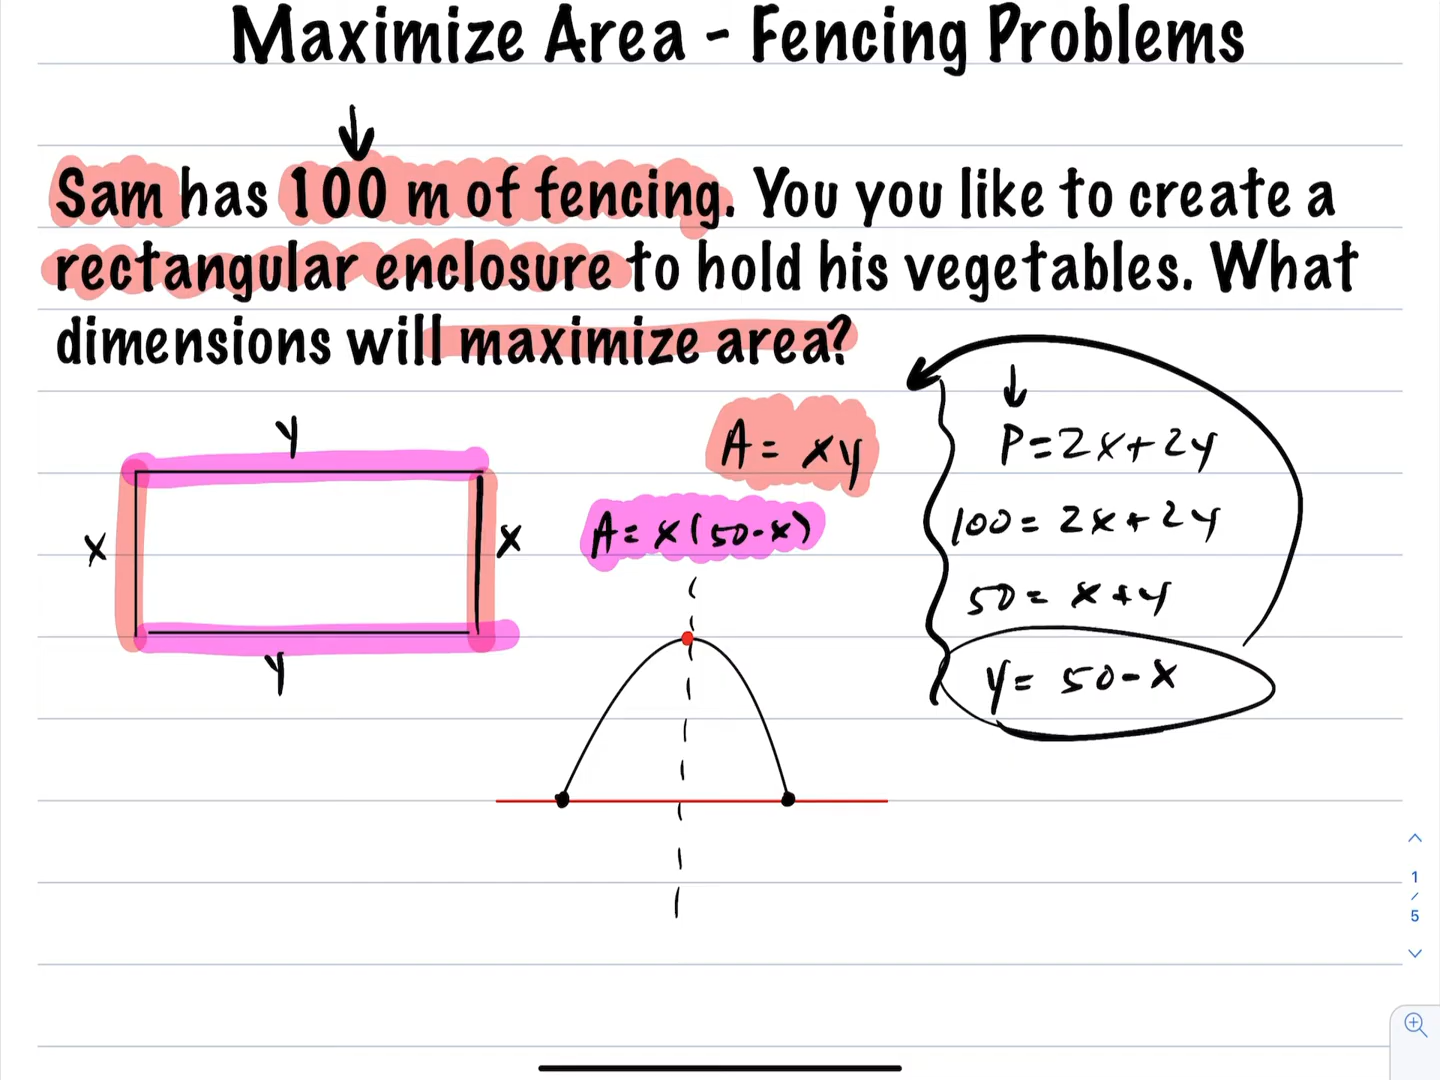 Maximize Area - Fencing Problems
Sam has 100 m of fencing. You you like to create a
rectangular enclosure to hold his vegetables. What
dimensions will maximize area?
y
x
x
y
A = xy
A = x(50-x)
P=2x+2y
100= 2x+2y
50= x+y
y= 50-x
1
/
5